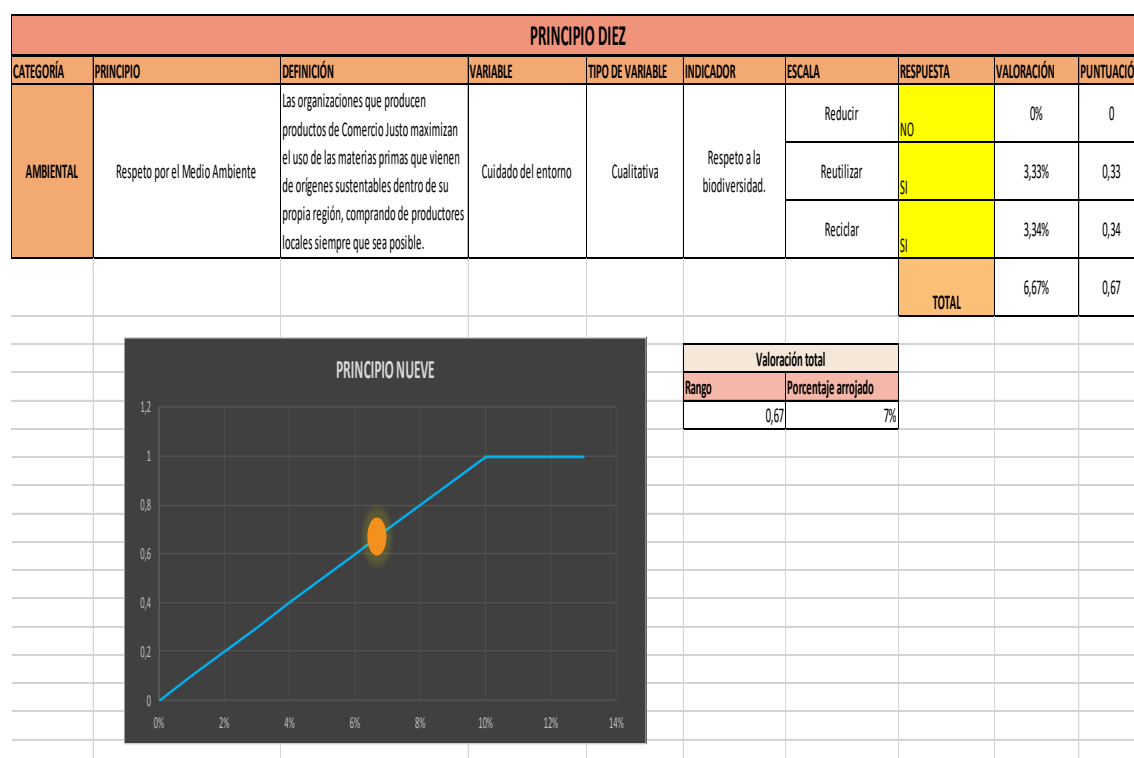 PRINCIPIO DIEZ
CATEGORÍA PRINCIPIO DEFINICIÓN VARIABLE TIPO DE VARIABLE INDICADOR ESCALA RESPUESTA VALORACIÓN PUNTUACIÓ
AMBIENTAL
Respeto por el Medio Ambiente
Las organizaciones que producen
productos de Comercio Justo maximizan
el uso de las materias primas que vienen
de orígenes sustentables dentro de su
propia región, comprando de productores
locales siempre que sea posible.
Cuidado del entorno
Cualitativa
Respeto a la
biodiversidad.
Reducir NO 0% 0
Reutilizar SI 3,33% 0,33
Reciclar SI 3,34% 0,34
TOTAL 6,67% 0,67
PRINCIPIO NUEVE
1,2
1
0,8
0,6
0,4
0,2
0
0% 2% 4% 6% 8% 10% 12% 14%
Valoración total
Rango Porcentaje arrojado
0,67 7%